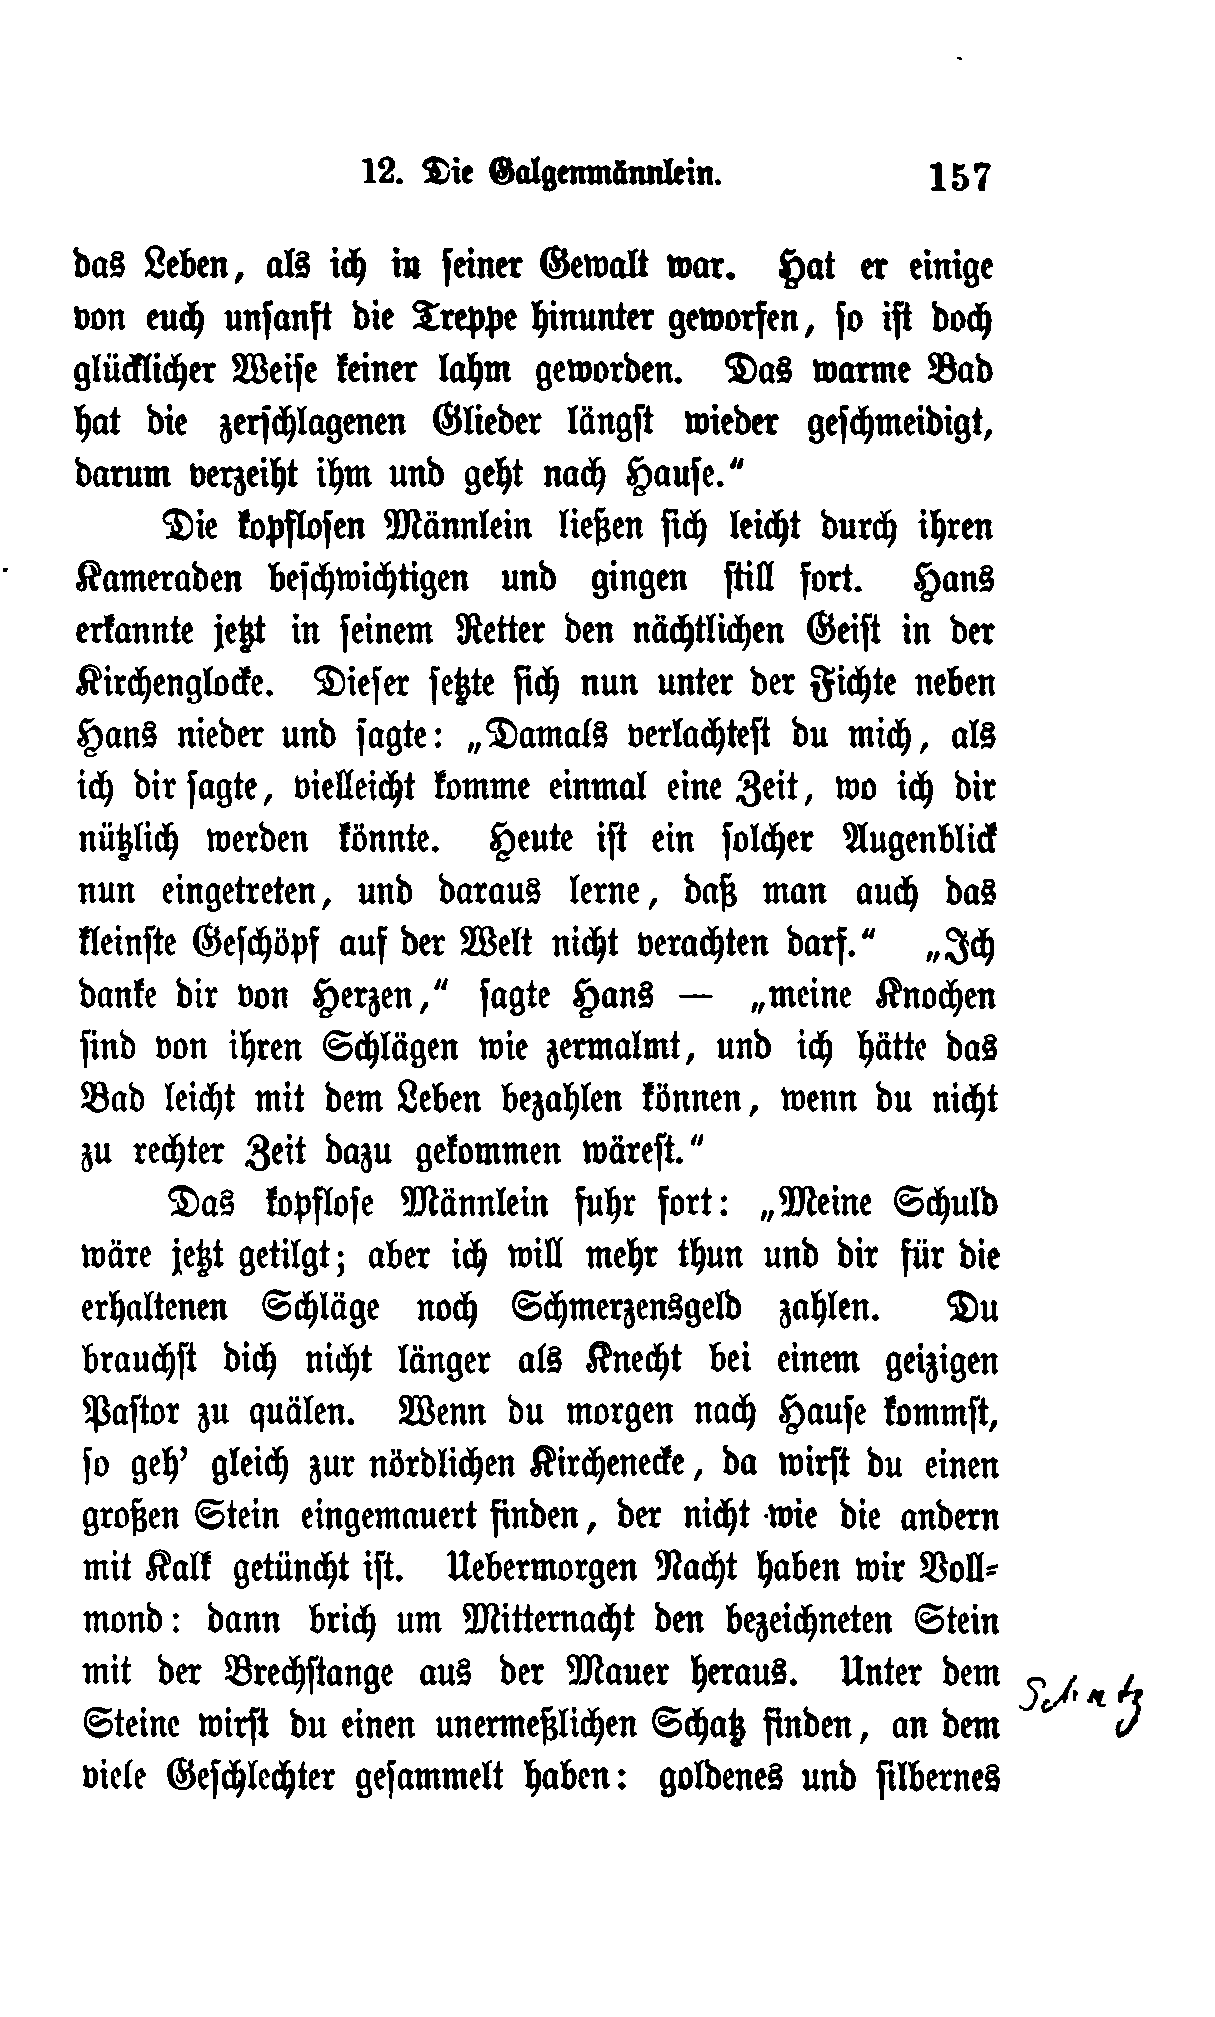 12. Die Galgenmännlein. 157
das Leben, als ich in seiner Gewalt war. Hat er einige
von euch unsanft die Treppe hinunter geworfen, so ist doch
glücklicher Weise keiner lahm geworden. Das warme Bad
hat die zerschlagenen Glieder längst wieder geschmeidigt,
darum verzeiht ihm und geht nach Hause.“
Die kopflosen Männlein ließen sich leicht durch ihren
Kameraden beschwichtigen und gingen still fort. Hans
erkannte jetzt in seinem Retter den nächtlichen Geist in der
Kirchenglocke. Dieser setzte sich nun unter der Fichte neben
Hans nieder und sagte: „Damals verlachtest du mich, als
ich dir sagte, vielleicht komme einmal eine Zeit, wo ich dir
nützlich werden könnte. Heute ist ein solcher Augenblick
nun eingetreten, und daraus lerne, daß man auch das
kleinste Geschöpf auf der Welt nicht verachten darf.“ „Ich
danke dir von Herzen,“ sagte Hans — „meine Knochen
sind von ihren Schlägen wie zermalmt, und ich hätte das
Bad leicht mit dem Leben bezahlen können, wenn du nicht
zu rechter Zeit dazu gekommen wärest.“
Das kopflose Männlein fuhr fort: „Meine Schuld
wäre jetzt getilgt; aber ich will mehr thun und dir für die
erhaltenen Schläge noch Schmerzensgeld zahlen. Du
brauchst dich nicht länger als Knecht bei einem geizigen
Pastor zu quälen. Wenn du morgen nach Hause kommst,
so geh’ gleich zur nördlichen Kirchenecke, da wirst du einen
großen Stein eingemauert finden, der nicht wie die andern
mit Kalk getüncht ist. Uebermorgen Nacht haben wir Voll-
mond: dann brich um Mitternacht den bezeichneten Stein
mit der Brechstange aus der Mauer heraus. Unter dem
Steine wirst du einen unermeßlichen Schatz finden, an dem
viele Geschlechter gesammelt haben: goldenes und silbernes
Schatz